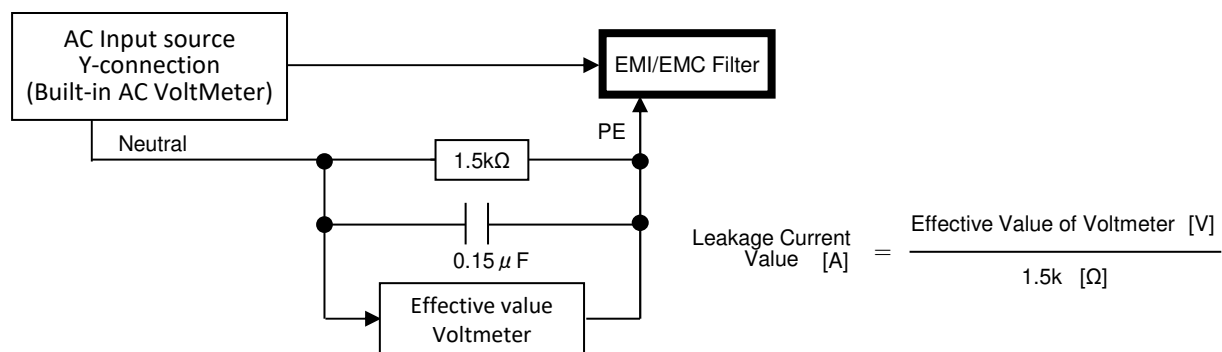 AC Input source
Y-connection
(Built-in AC VoltMeter)
EMI/EMC Filter
PE
Neutral
1.5kΩ
0.15μF
Effective value
Voltmeter
Leakage Current
Value [A]
=
Effective Value of Voltmeter [V]
1.5k [Ω]